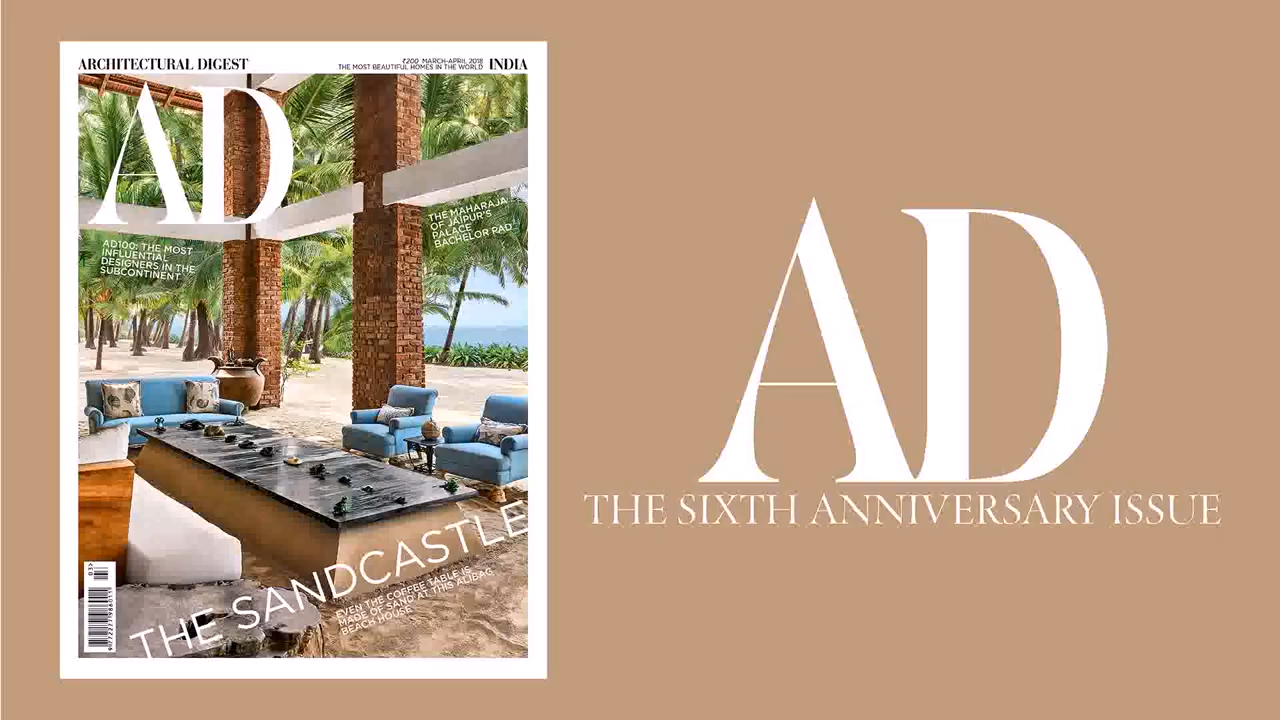 ARCHITECTURAL DIGEST
₹200 MARCH-APRIL 2018
THE MOST BEAUTIFUL HOMES IN THE WORLD
INDIA
AD
THE MAHARAJA
OF JAIPUR'S
PALACE
BACHELOR PAD
AD100: THE MOST
INFLUENTIAL
DESIGNERS IN THE
SUBCONTINENT
THE SANDCASTLE
EVEN THE COFFEE TABLE IS
MADE OF SAND AT THIS ALIBAG
BEACH HOUSE
AD
THE SIXTH ANNIVERSARY ISSUE